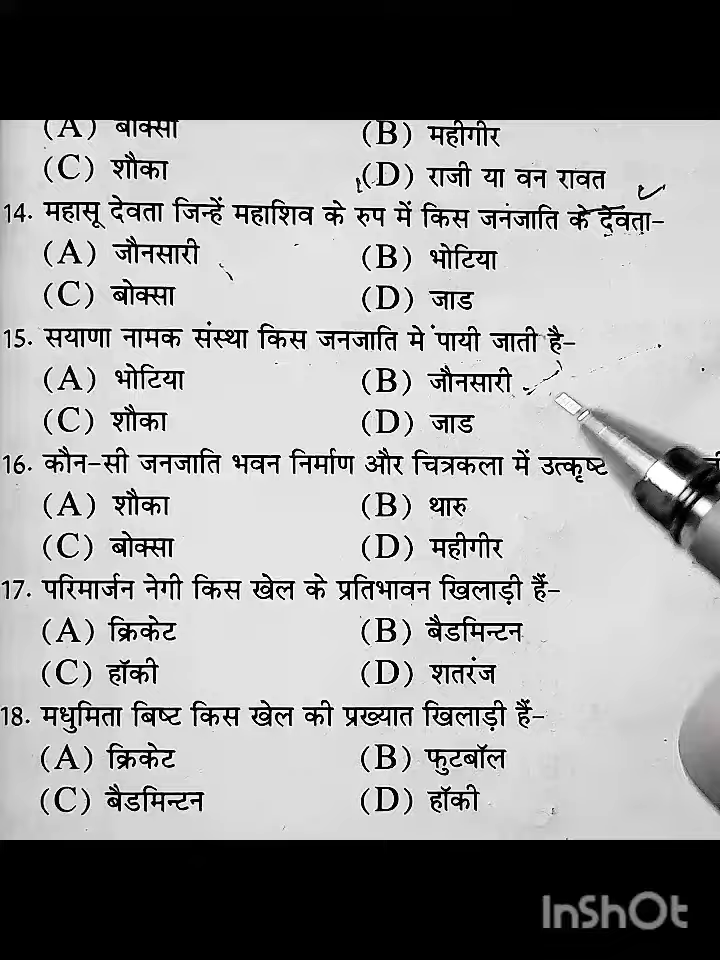 (A) बोक्सा (B) महीगीर
(C) शौका (D) राजी या वन रावत
14. महासू देवता जिन्हें महाशिव के रुप में किस जनंजाति के देवता-
(A) जौनसारी (B) भोटिया
(C) बोक्सा (D) जाड
15. सयाणा नामक संस्था किस जनजाति मे पायी जाती है-
(A) भोटिया (B) जौनसारी
(C) शौका (D) जाड
16. कौन-सी जनजाति भवन निर्माण और चित्रकला में उत्कृष्ट
(A) शौका (B) थारु
(C) बोक्सा (D) महीगीर
17. परिमार्जन नेगी किस खेल के प्रतिभावन खिलाड़ी हैं-
(A) क्रिकेट (B) बैडमिन्टन
(C) हॉकी (D) शतरंज
18. मधुमिता बिष्ट किस खेल की प्रख्यात खिलाड़ी हैं-
(A) क्रिकेट (B) फुटबॉल
(C) बैडमिन्टन (D) हॉकी
InShOt